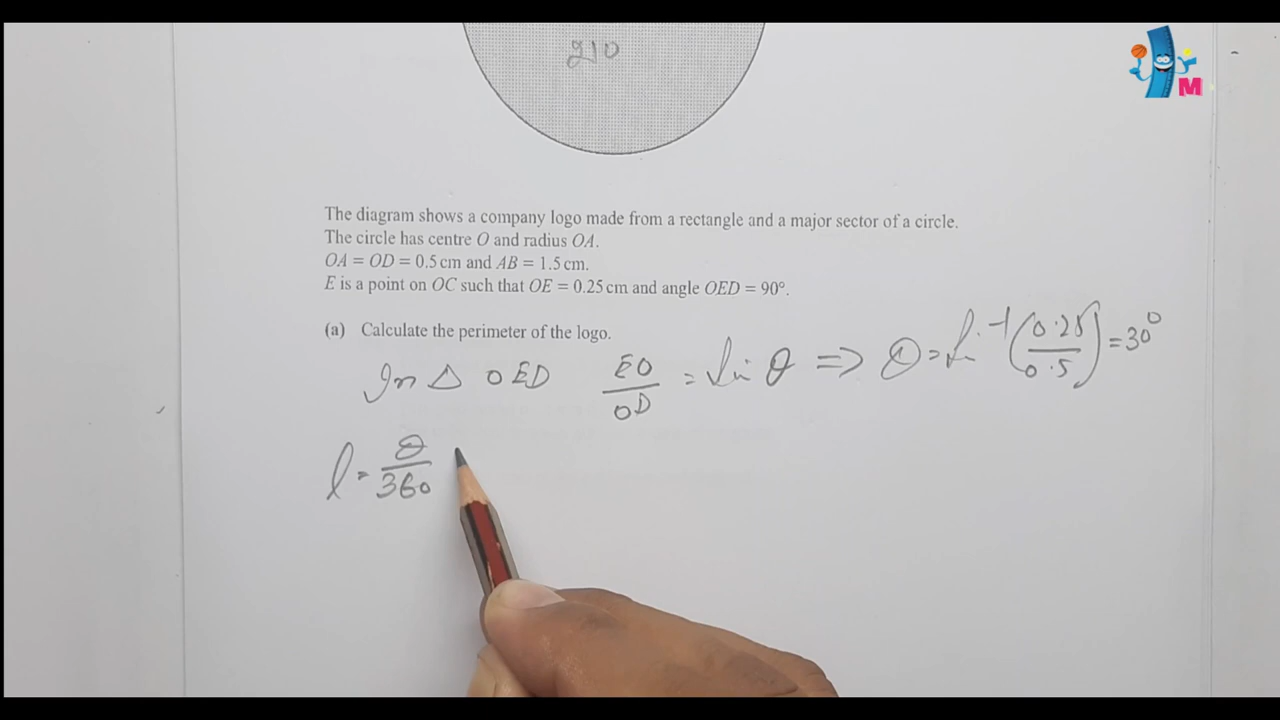 210
M
The diagram shows a company logo made from a rectangle and a major sector of a circle.
The circle has centre O and radius OA.
OA = OD = 0.5 cm and AB = 1.5 cm.
E is a point on OC such that OE = 0.25 cm and angle OED = 90°.
(a) Calculate the perimeter of the logo.
In △ OED EO/OD = sin θ ⇒ θ = sin⁻¹(0.25/0.5) = 30°
l = θ/360